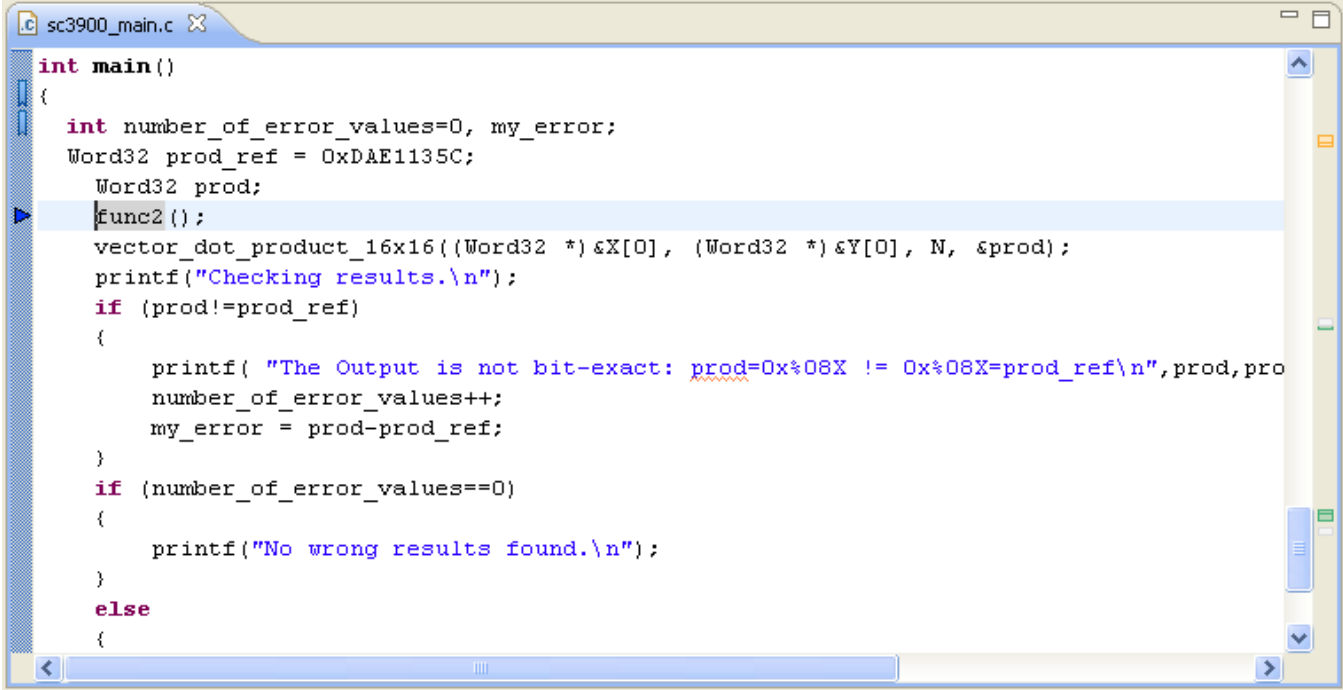 sc3900_main.c
int main()
{
int number_of_error_values=0, my_error;
Word32 prod_ref = 0xDAE1135C;
Word32 prod;
func2();
vector_dot_product_16x16((Word32 *)&X[0], (Word32 *)&Y[0], N, &prod);
printf("Checking results.\n");
if (prod!=prod_ref)
{
printf( "The Output is not bit-exact: prod=0x%08X != 0x%08X=prod_ref\n",prod,pro
number_of_error_values++;
my_error = prod-prod_ref;
}
if (number_of_error_values==0)
{
printf("No wrong results found.\n");
}
else
{